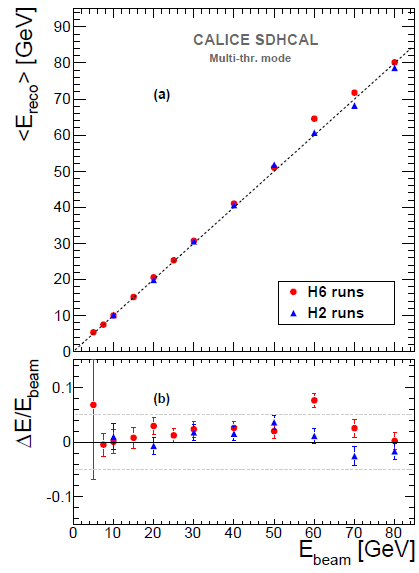 <E_reco> [GeV]
90
80
70
60
50
40
30
20
10
0
CALICE SDHCAL
Multi-thr. mode
(a)
H6 runs
H2 runs
ΔE/E_beam
0.1
0
-0.1
(b)
0 10 20 30 40 50 60 70 80
E_beam [GeV]